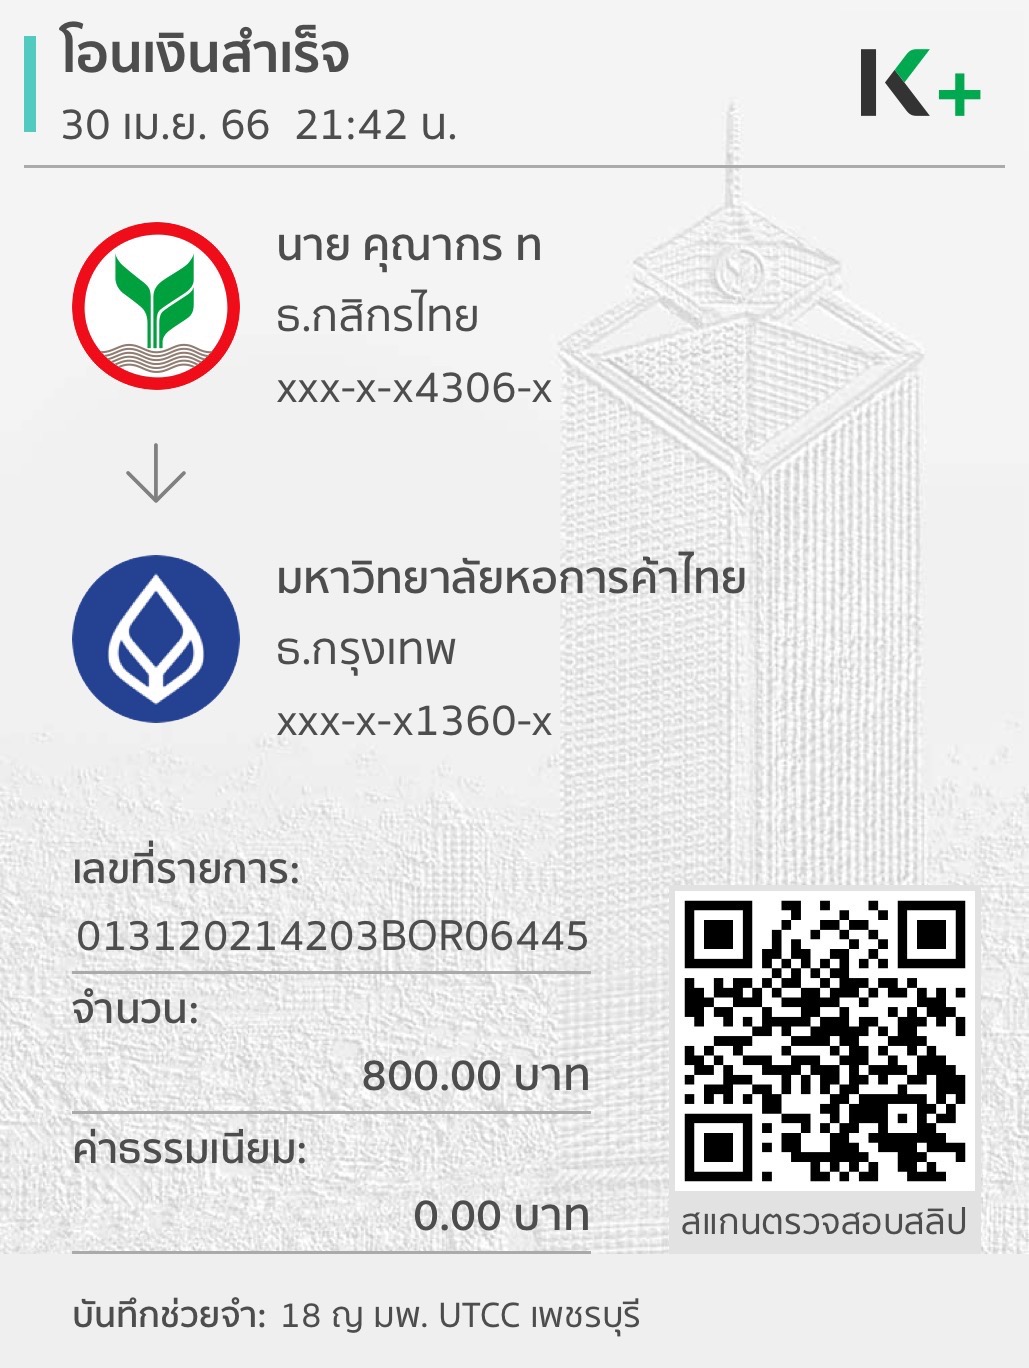 โอนเงินสำเร็จ
30 เม.ย. 66  21:42 น.
K+
นาย คุณากร ท
ธ.กสิกรไทย
xxx-x-x4306-x
มหาวิทยาลัยหอการค้าไทย
ธ.กรุงเทพ
xxx-x-x1360-x
เลขที่รายการ:
013120214203BOR06445
จำนวน:
800.00 บาท
ค่าธรรมเนียม:
0.00 บาท
สแกนตรวจสอบสลิป
บันทึกช่วยจำ: 18 ญ มพ. UTCC เพชรบุรี